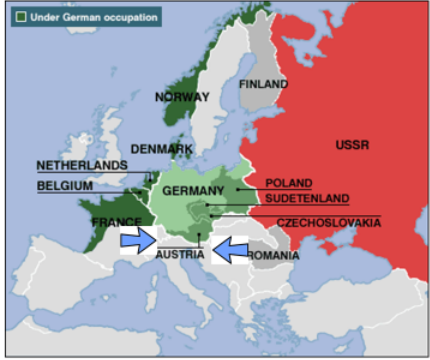 Under German occupation
FINLAND
NORWAY
USSR
DENMARK
NETHERLANDS
BELGIUM
GERMANY
POLAND
SUDETENLAND
CZECHOSLOVAKIA
FRANCE
AUSTRIA
ROMANIA